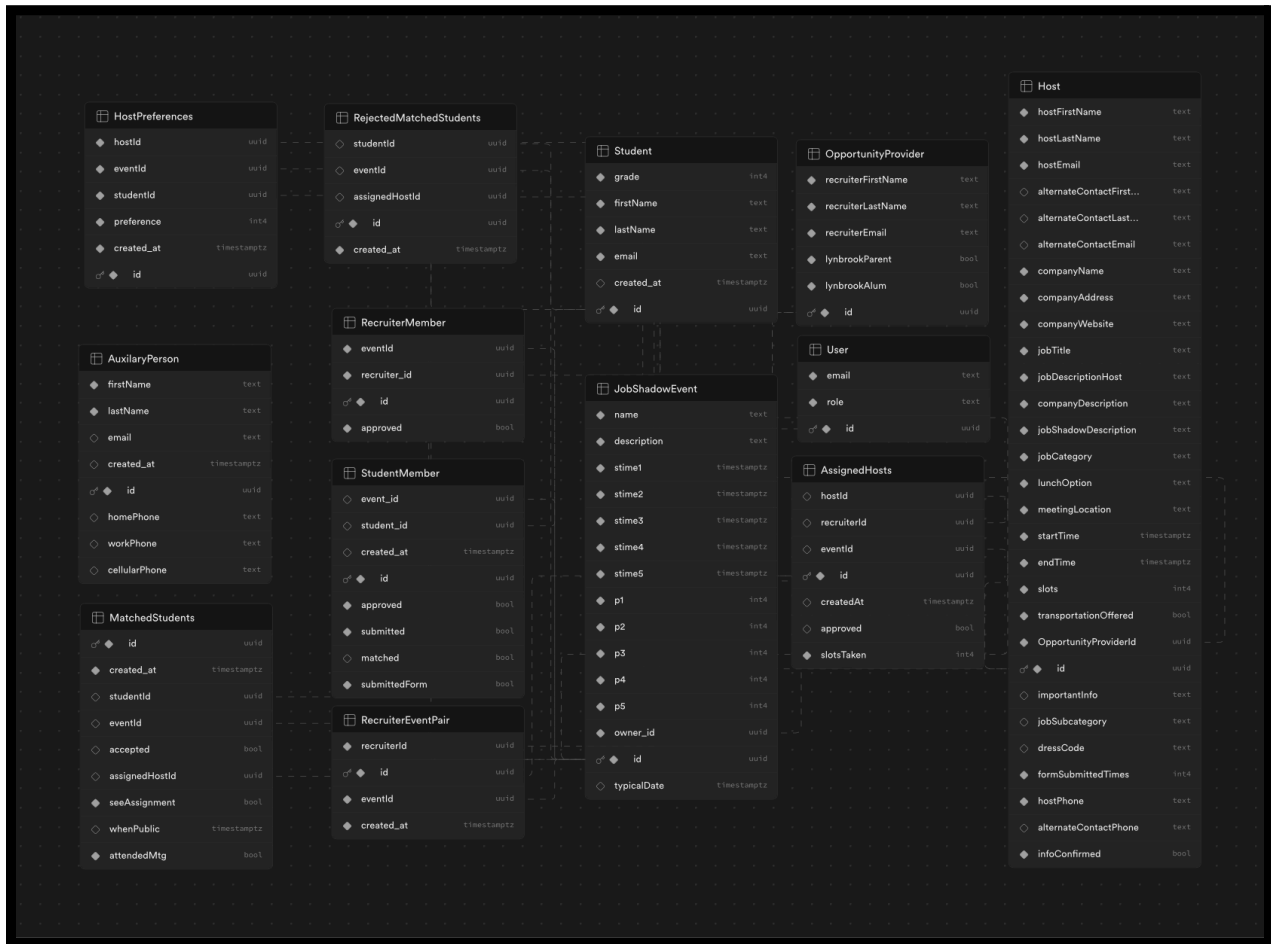 HostPreferences
hostId uuid
eventId uuid
studentId uuid
preference int4
created_at timestamptz
id uuid
RejectedMatchedStudents
studentId uuid
eventId uuid
assignedHostId uuid
id uuid
created_at timestamptz
Student
grade int4
firstName text
lastName text
email text
created_at timestamptz
id uuid
OpportunityProvider
recruiterFirstName text
recruiterLastName text
recruiterEmail text
lynbrookParent bool
lynbrookAlum bool
id uuid
Host
hostFirstName text
hostLastName text
hostEmail text
alternateContactFirst...
alternateContactLast...
alternateContactEmail text
companyName text
companyAddress text
companyWebsite text
jobTitle text
jobDescriptionHost text
companyDescription text
jobShadowDescription text
jobCategory text
lunchOption text
meetingLocation text
startTime timestamptz
endTime timestamptz
slots int4
transportationOffered bool
OpportunityProviderId uuid
id uuid
importantInfo text
jobSubcategory text
dressCode text
formSubmittedTimes int4
hostPhone text
alternateContactPhone text
infoConfirmed bool
AuxilaryPerson
firstName text
lastName text
email text
created_at timestamptz
id uuid
homePhone text
workPhone text
cellularPhone text
RecruiterMember
eventId uuid
recruiter_id uuid
id uuid
approved bool
User
email text
role text
id uuid
JobShadowEvent
name text
description text
stime1 timestamptz
stime2 timestamptz
stime3 timestamptz
stime4 timestamptz
stime5 timestamptz
p1 int4
p2 int4
p3 int4
p4 int4
p5 int4
owner_id uuid
id uuid
typicalDate timestamptz
StudentMember
event_id uuid
student_id uuid
created_at timestamptz
id uuid
approved bool
submitted bool
matched bool
submittedForm bool
AssignedHosts
hostId uuid
recruiterId uuid
eventId uuid
id uuid
createdAt timestamptz
approved bool
slotsTaken int4
MatchedStudents
id uuid
created_at timestamptz
studentId uuid
eventId uuid
accepted bool
assignedHostId uuid
seeAssignment bool
whenPublic timestamptz
attendedMtg bool
RecruiterEventPair
recruiterId uuid
id uuid
eventId uuid
created_at timestamptz